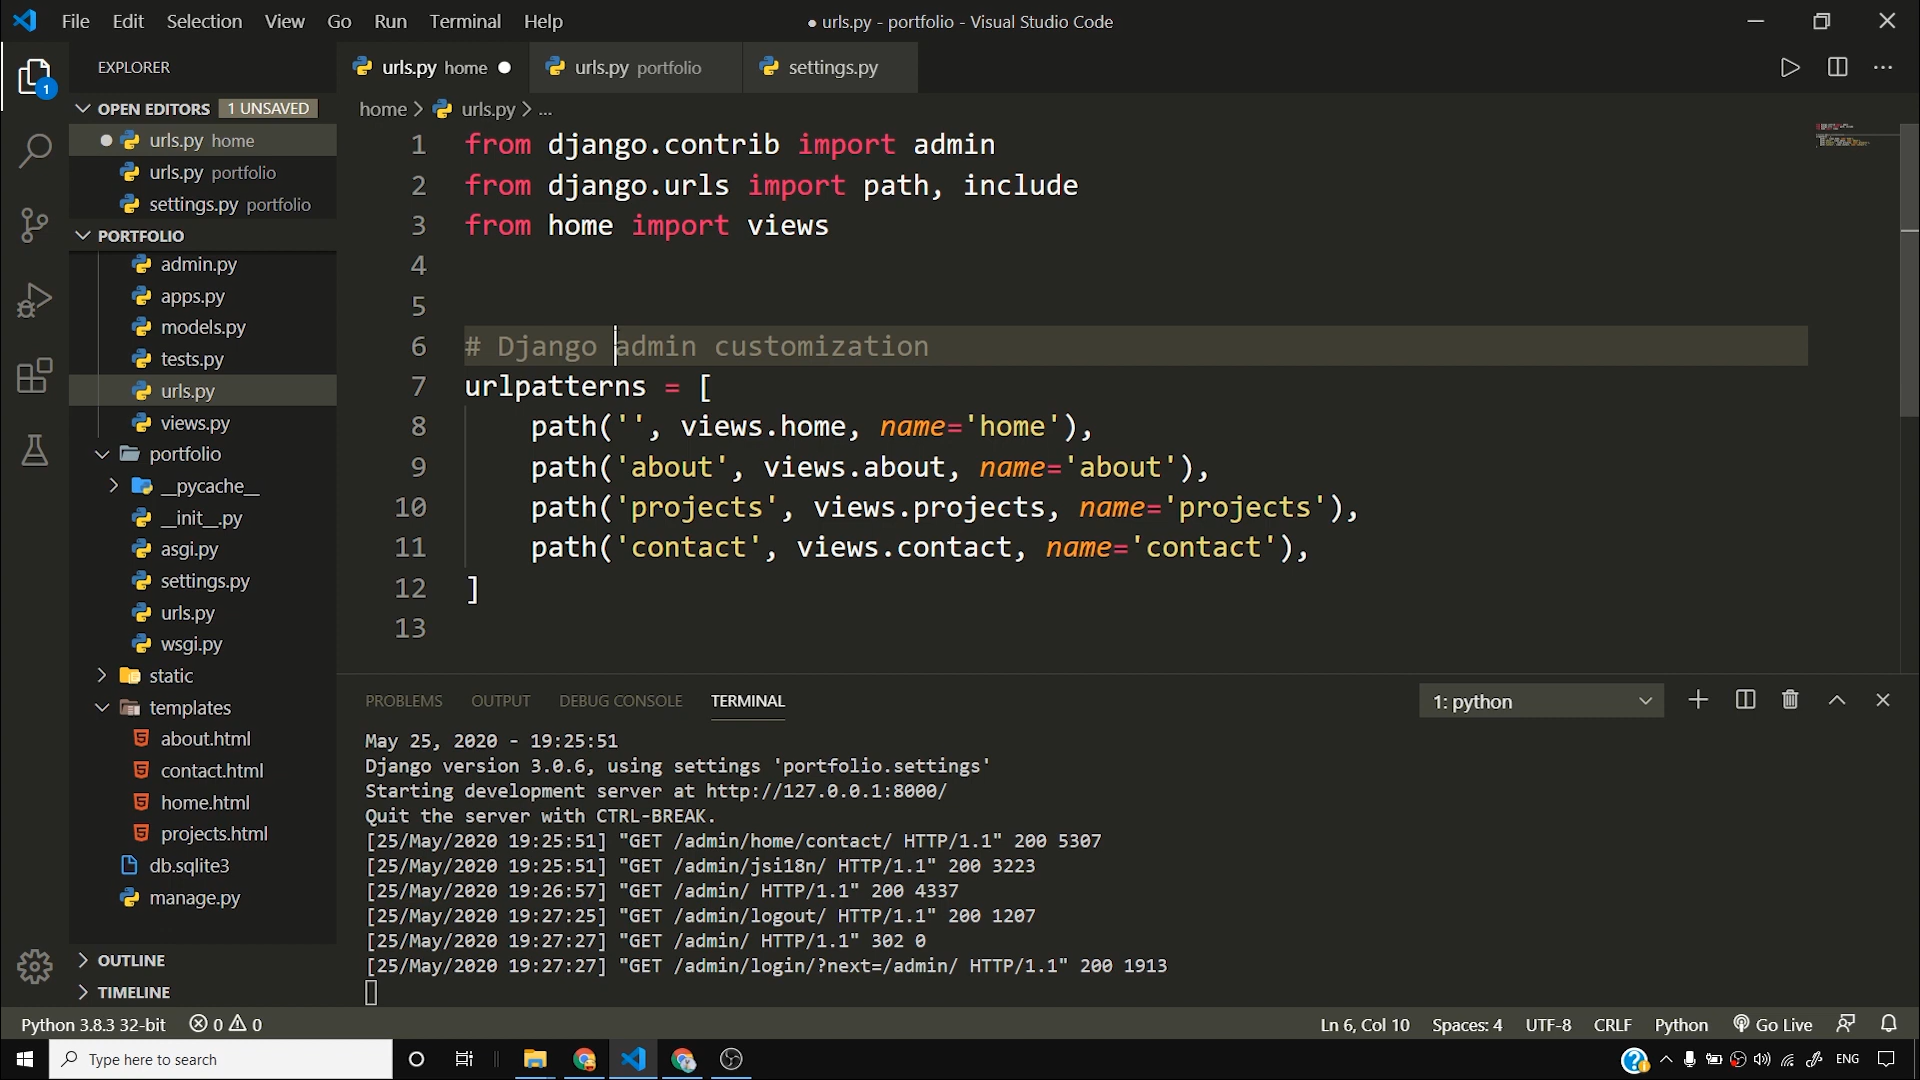 File Edit Selection View Go Run Terminal Help
● urls.py - portfolio - Visual Studio Code
EXPLORER
1
OPEN EDITORS 1 UNSAVED
urls.py home
urls.py portfolio
settings.py portfolio
PORTFOLIO
admin.py
apps.py
models.py
tests.py
urls.py
views.py
portfolio
__pycache__
__init__.py
asgi.py
settings.py
urls.py
wsgi.py
static
templates
about.html
contact.html
home.html
projects.html
db.sqlite3
manage.py
OUTLINE
TIMELINE
urls.py home
urls.py portfolio
settings.py
home > urls.py > ...
1 from django.contrib import admin
2 from django.urls import path, include
3 from home import views
4
5
6 # Django admin customization
7 urlpatterns = [
8 path('', views.home, name='home'),
9 path('about', views.about, name='about'),
10 path('projects', views.projects, name='projects'),
11 path('contact', views.contact, name='contact'),
12 ]
13
PROBLEMS OUTPUT DEBUG CONSOLE TERMINAL
1: python
May 25, 2020 - 19:25:51
Django version 3.0.6, using settings 'portfolio.settings'
Starting development server at http://127.0.0.1:8000/
Quit the server with CTRL-BREAK.
[25/May/2020 19:25:51] "GET /admin/home/contact/ HTTP/1.1" 200 5307
[25/May/2020 19:25:51] "GET /admin/jsi18n/ HTTP/1.1" 200 3223
[25/May/2020 19:26:57] "GET /admin/ HTTP/1.1" 200 4337
[25/May/2020 19:27:25] "GET /admin/logout/ HTTP/1.1" 200 1207
[25/May/2020 19:27:27] "GET /admin/ HTTP/1.1" 302 0
[25/May/2020 19:27:27] "GET /admin/login/?next=/admin/ HTTP/1.1" 200 1913
Python 3.8.3 32-bit 0 0
Ln 6, Col 10 Spaces: 4 UTF-8 CRLF Python Go Live
Type here to search
ENG